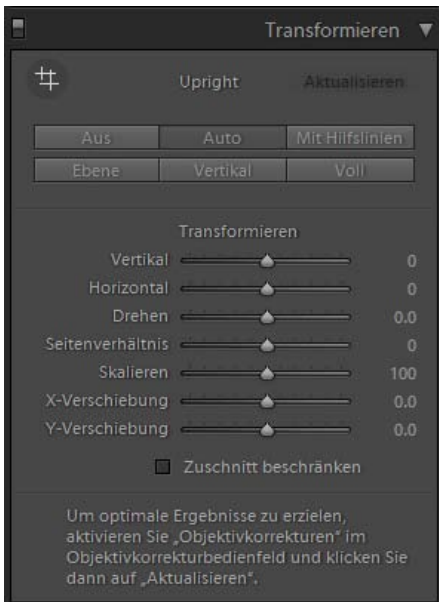 Transformieren
Upright Aktualisieren
Aus Auto Mit Hilfslinien
Ebene Vertikal Voll
Transformieren
Vertikal 0
Horizontal 0
Drehen 0.0
Seitenverhältnis 0
Skalieren 100
X-Verschiebung 0.0
Y-Verschiebung 0.0
Zuschnitt beschränken
Um optimale Ergebnisse zu erzielen,
aktivieren Sie „Objektivkorrekturen" im
Objektivkorrekturbedienfeld und klicken Sie
dann auf „Aktualisieren".